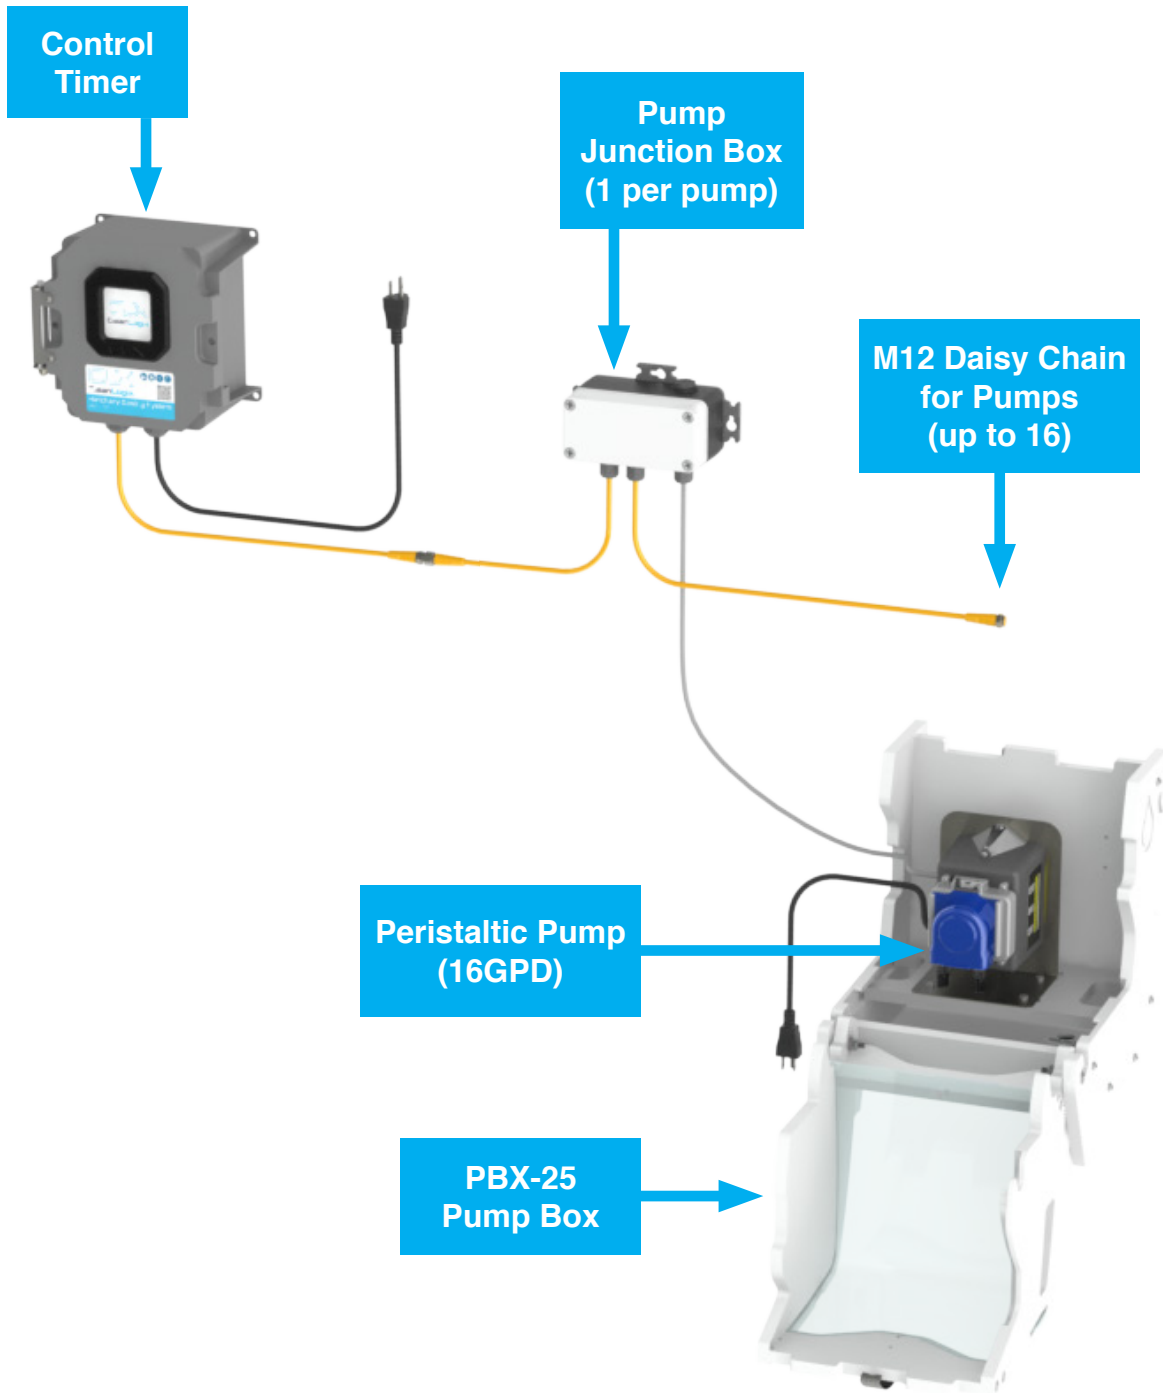 Control
Timer
Pump
Junction Box
(1 per pump)
M12 Daisy Chain
for Pumps
(up to 16)
Peristaltic Pump
(16GPD)
PBX-25
Pump Box